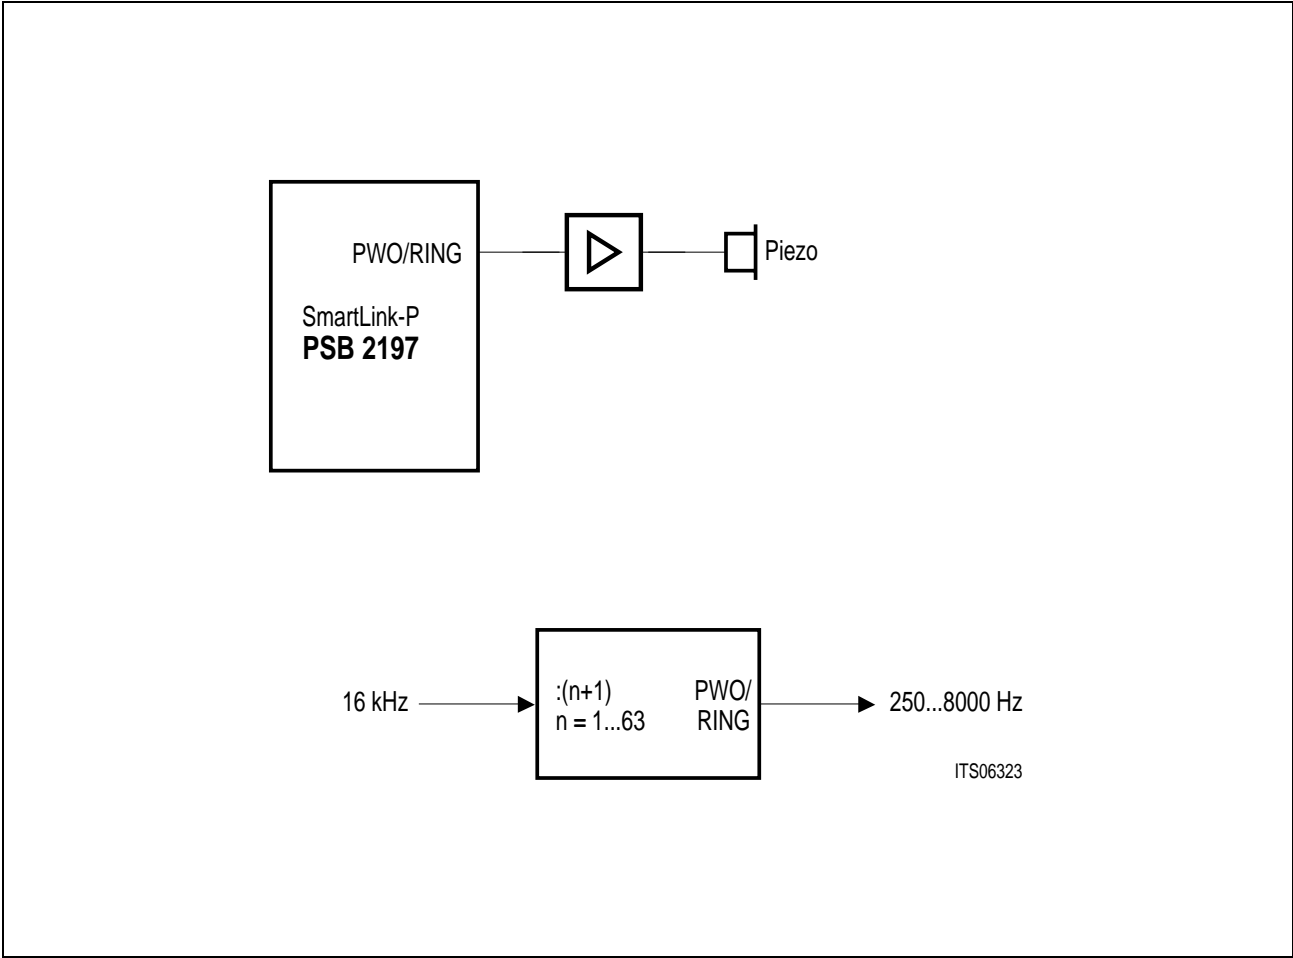 PWO/RING
Piezo
SmartLink-P
PSB 2197
16 kHz
:(n+1)
n = 1...63
PWO/
RING
250...8000 Hz
ITS06323